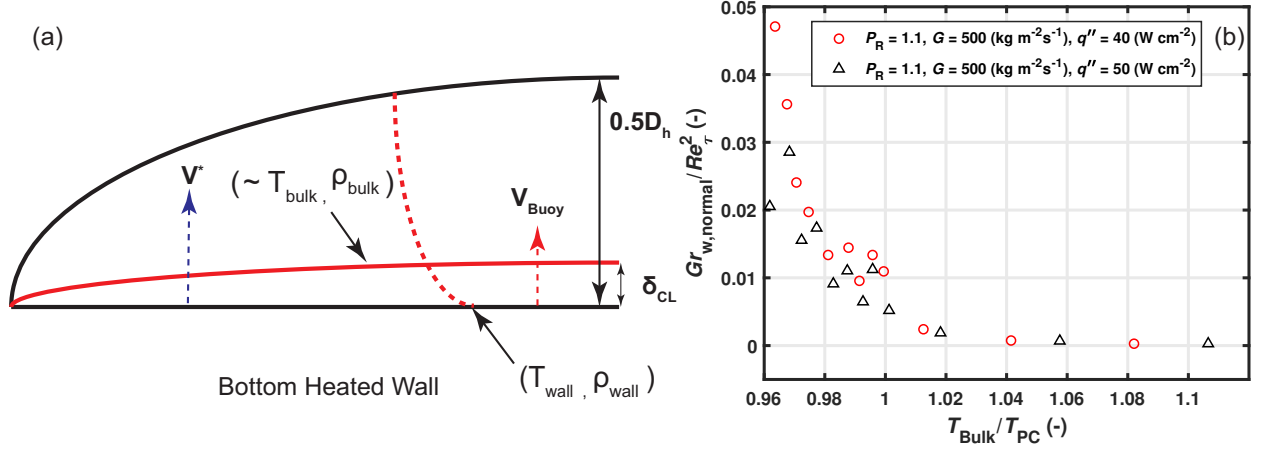 (a)
0.5D_h
V*
(~ T_bulk , ρ_bulk )
V_Buoy
δ_CL
(T_wall , ρ_wall )
Bottom Heated Wall
(b)
P_R = 1.1, G = 500 (kg m^-2s^-1), q′′ = 40 (W cm^-2)
P_R = 1.1, G = 500 (kg m^-2s^-1), q′′ = 50 (W cm^-2)
Gr_w,normal/Re_τ^2 (-)
0.05
0.04
0.03
0.02
0.01
0
0.96 0.98 1 1.02 1.04 1.06 1.08 1.1
T_Bulk/T_PC (-)